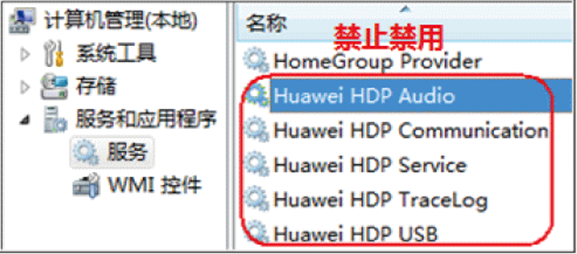 计算机管理(本地)
系统工具
存储
服务和应用程序
服务
WMI 控件
名称
禁止禁用
HomeGroup Provider
Huawei HDP Audio
Huawei HDP Communication
Huawei HDP Service
Huawei HDP TraceLog
Huawei HDP USB